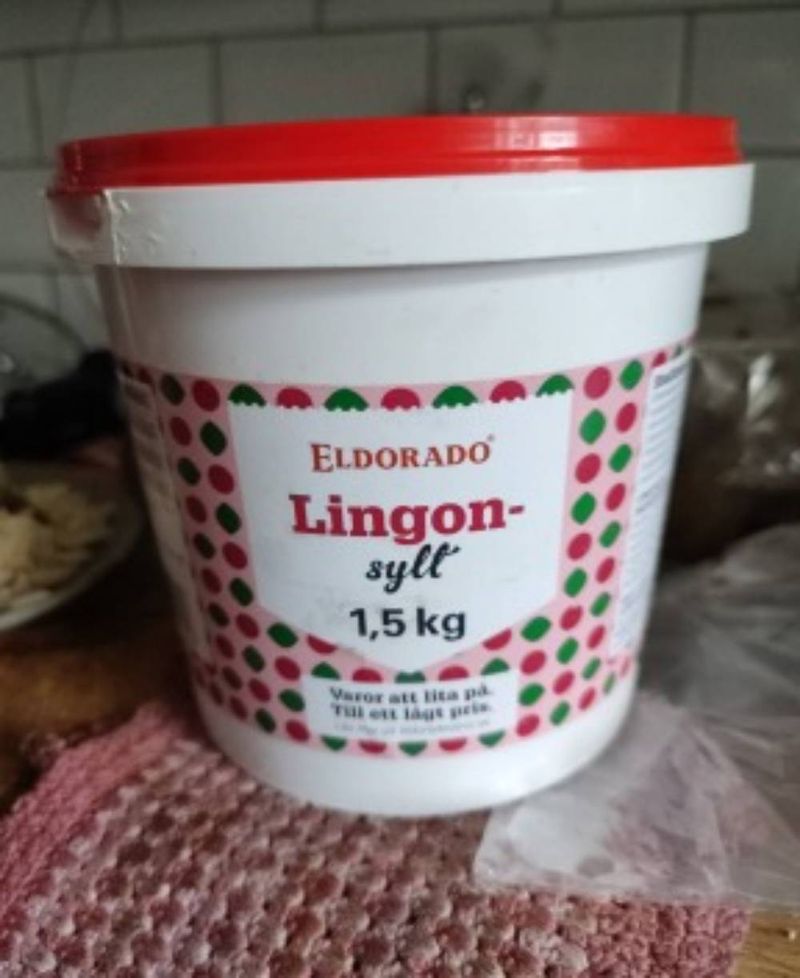 ELDORADO
Lingon-
sylt
1,5 kg
Varor att lita på.
Till ett lågt pris.